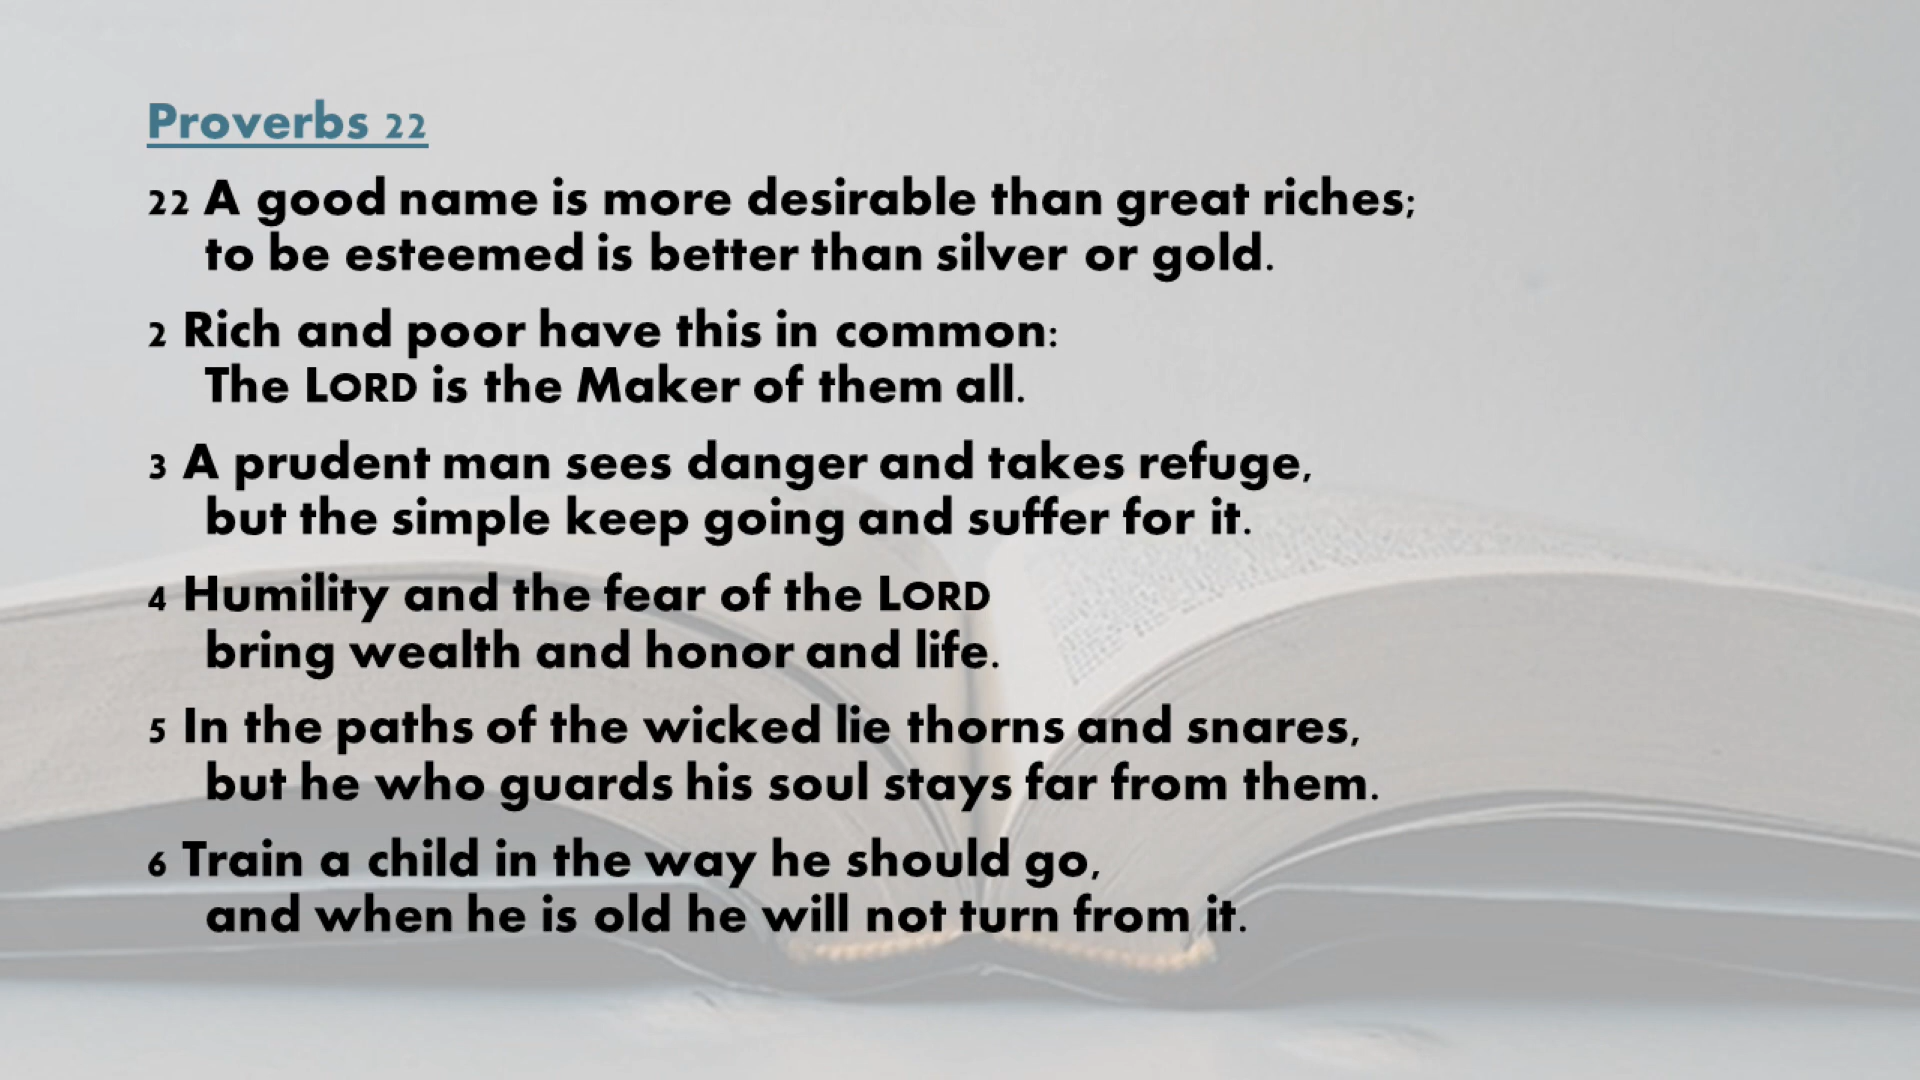 Proverbs 22
22 A good name is more desirable than great riches;
to be esteemed is better than silver or gold.
2 Rich and poor have this in common:
The LORD is the Maker of them all.
3 A prudent man sees danger and takes refuge,
but the simple keep going and suffer for it.
4 Humility and the fear of the LORD
bring wealth and honor and life.
5 In the paths of the wicked lie thorns and snares,
but he who guards his soul stays far from them.
6 Train a child in the way he should go,
and when he is old he will not turn from it.